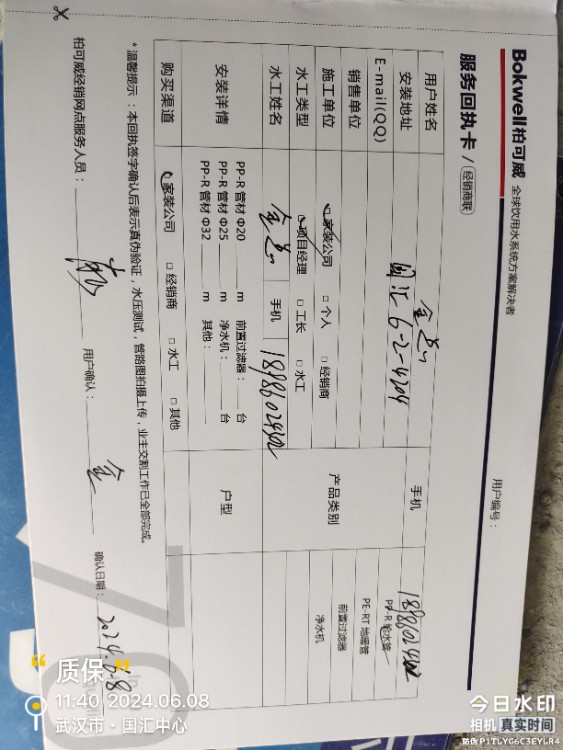 Bokwell柏可威 全球饮用水系统方案解决者
服务回执卡 / 经销商联
用户编号：
用户姓名 手机
安装地址 国汇 6-2-4204
E-mail(QQ)
销售单位
施工单位 家装公司 □ 个人 □ 经销商
水工类型 项目经理 □ 工长 □ 水工
产品类别
PP-R 给水管
PE-RT 地暖管
前置过滤器
净水机
水工姓名 手机
安装详情
PP-R 管材 Φ20 m 前置过滤器： 台
PP-R 管材 Φ25 m 净水机： 台
PP-R 管材 Φ32 m 其他：
户型
购买渠道 家装公司 □ 经销商 □ 水工 □ 其他
*温馨提示：本回执签字确认后表示真伪验证，水压测试，管路图拍摄上传，业主交割工作已全部完成。
柏可威经销网点服务人员： 用户确认： 金 确认日期： 2024.6.8
质保
11:40 2024.06.08
武汉市·国汇中心
今日水印
相机 真实时间
防伪 P1TLYG6C3EYLR4